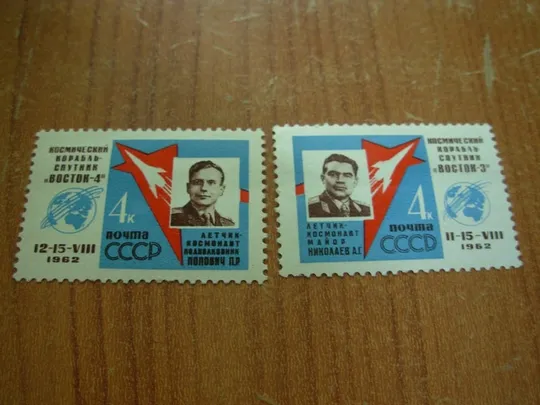 КОСМИЧЕСКИЙ
КОРАБЛЬ-
СПУТНИК
«ВОСТОК-4»
4к
почта
СССР
12-15-VIII
1962
ЛЕТЧИК-
КОСМОНАВТ
ПОДПОЛКОВНИК
ПОПОВИЧ П.Р.
КОСМИЧЕСКИЙ
КОРАБЛЬ-
СПУТНИК
«ВОСТОК-3»
4к
почта
СССР
11-15-VIII
1962
ЛЕТЧИК-
КОСМОНАВТ
МАЙОР
НИКОЛАЕВ А.Г.